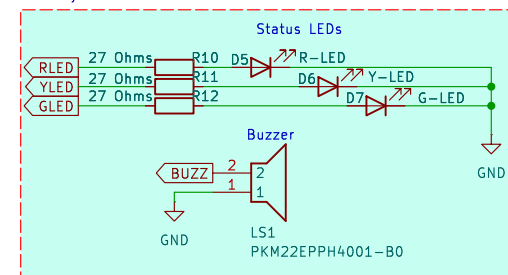 Status LEDs
RLED 27 Ohms R10 D5 R-LED
YLED 27 Ohms R11 D6 Y-LED
GLED 27 Ohms R12 D7 G-LED
GND
Buzzer
BUZZ 2 2
1 1
GND
LS1
PKM22EPPH4001-B0